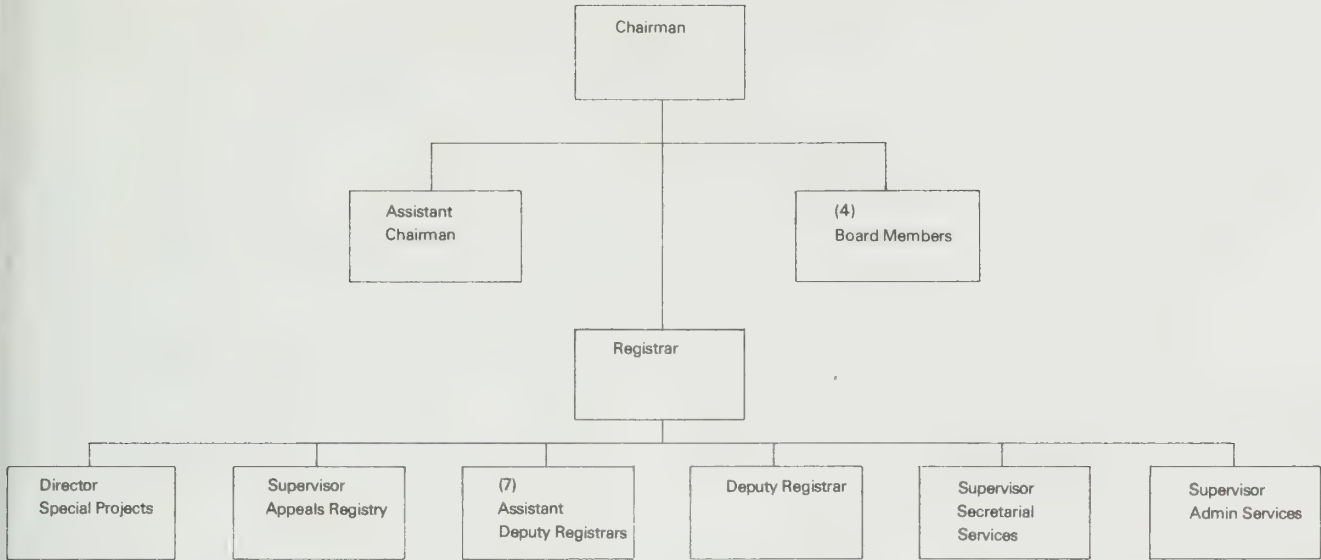 Chairman
Assistant
Chairman
(4)
Board Members
Registrar
Director
Special Projects
Supervisor
Appeals Registry
(7)
Assistant
Deputy Registrars
Deputy Registrar
Supervisor
Secretarial
Services
Supervisor
Admin Services